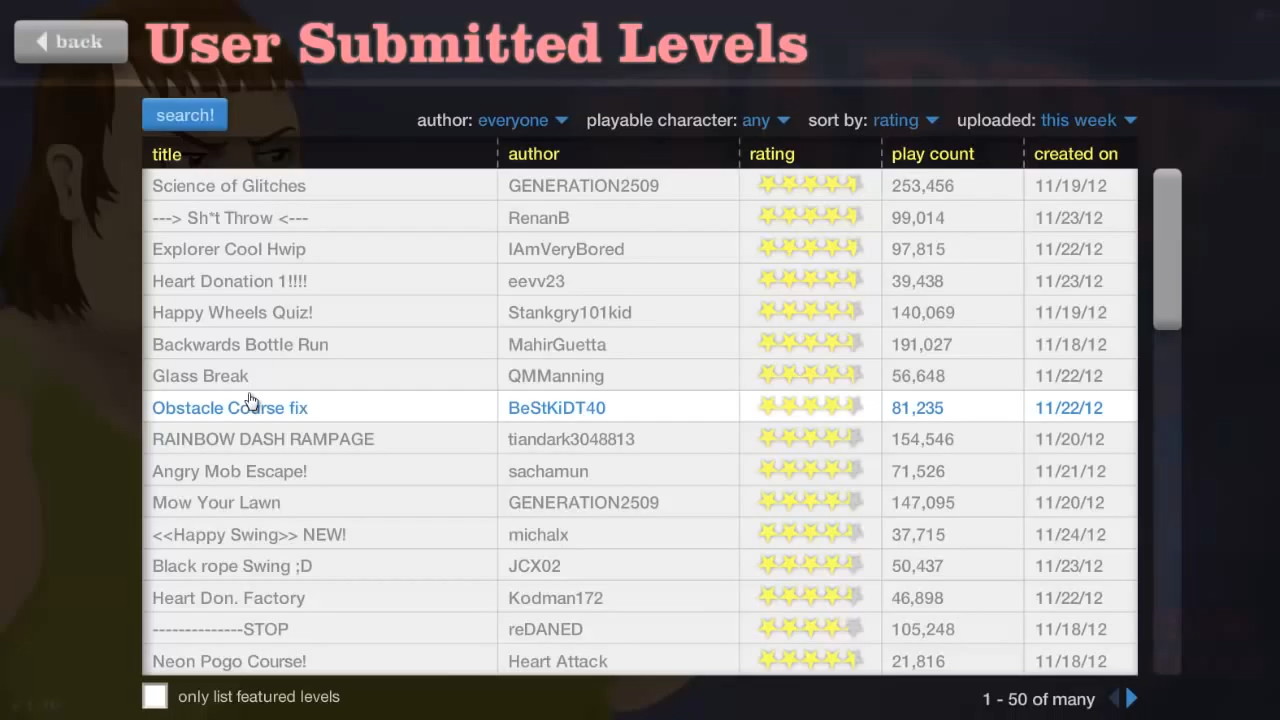 back
User Submitted Levels
search!
author: everyone playable character: any sort by: rating uploaded: this week
title author rating play count created on
Science of Glitches GENERATION2509 253,456 11/19/12
---> Sh*t Throw <--- RenanB 99,014 11/23/12
Explorer Cool Hwip IAmVeryBored 97,815 11/22/12
Heart Donation 1!!!! eevv23 39,438 11/23/12
Happy Wheels Quiz! Stankgry101kid 140,069 11/19/12
Backwards Bottle Run MahirGuetta 191,027 11/18/12
Glass Break QMManning 56,648 11/22/12
Obstacle Course fix BeStKiDT40 81,235 11/22/12
RAINBOW DASH RAMPAGE tiandark3048813 154,546 11/20/12
Angry Mob Escape! sachamun 71,526 11/21/12
Mow Your Lawn GENERATION2509 147,095 11/20/12
<<Happy Swing>> NEW! michalx 37,715 11/24/12
Black rope Swing ;D JCX02 50,437 11/23/12
Heart Don. Factory Kodman172 46,898 11/22/12
--------------STOP reDANED 105,248 11/18/12
Neon Pogo Course! Heart Attack 21,816 11/18/12
only list featured levels 1 - 50 of many